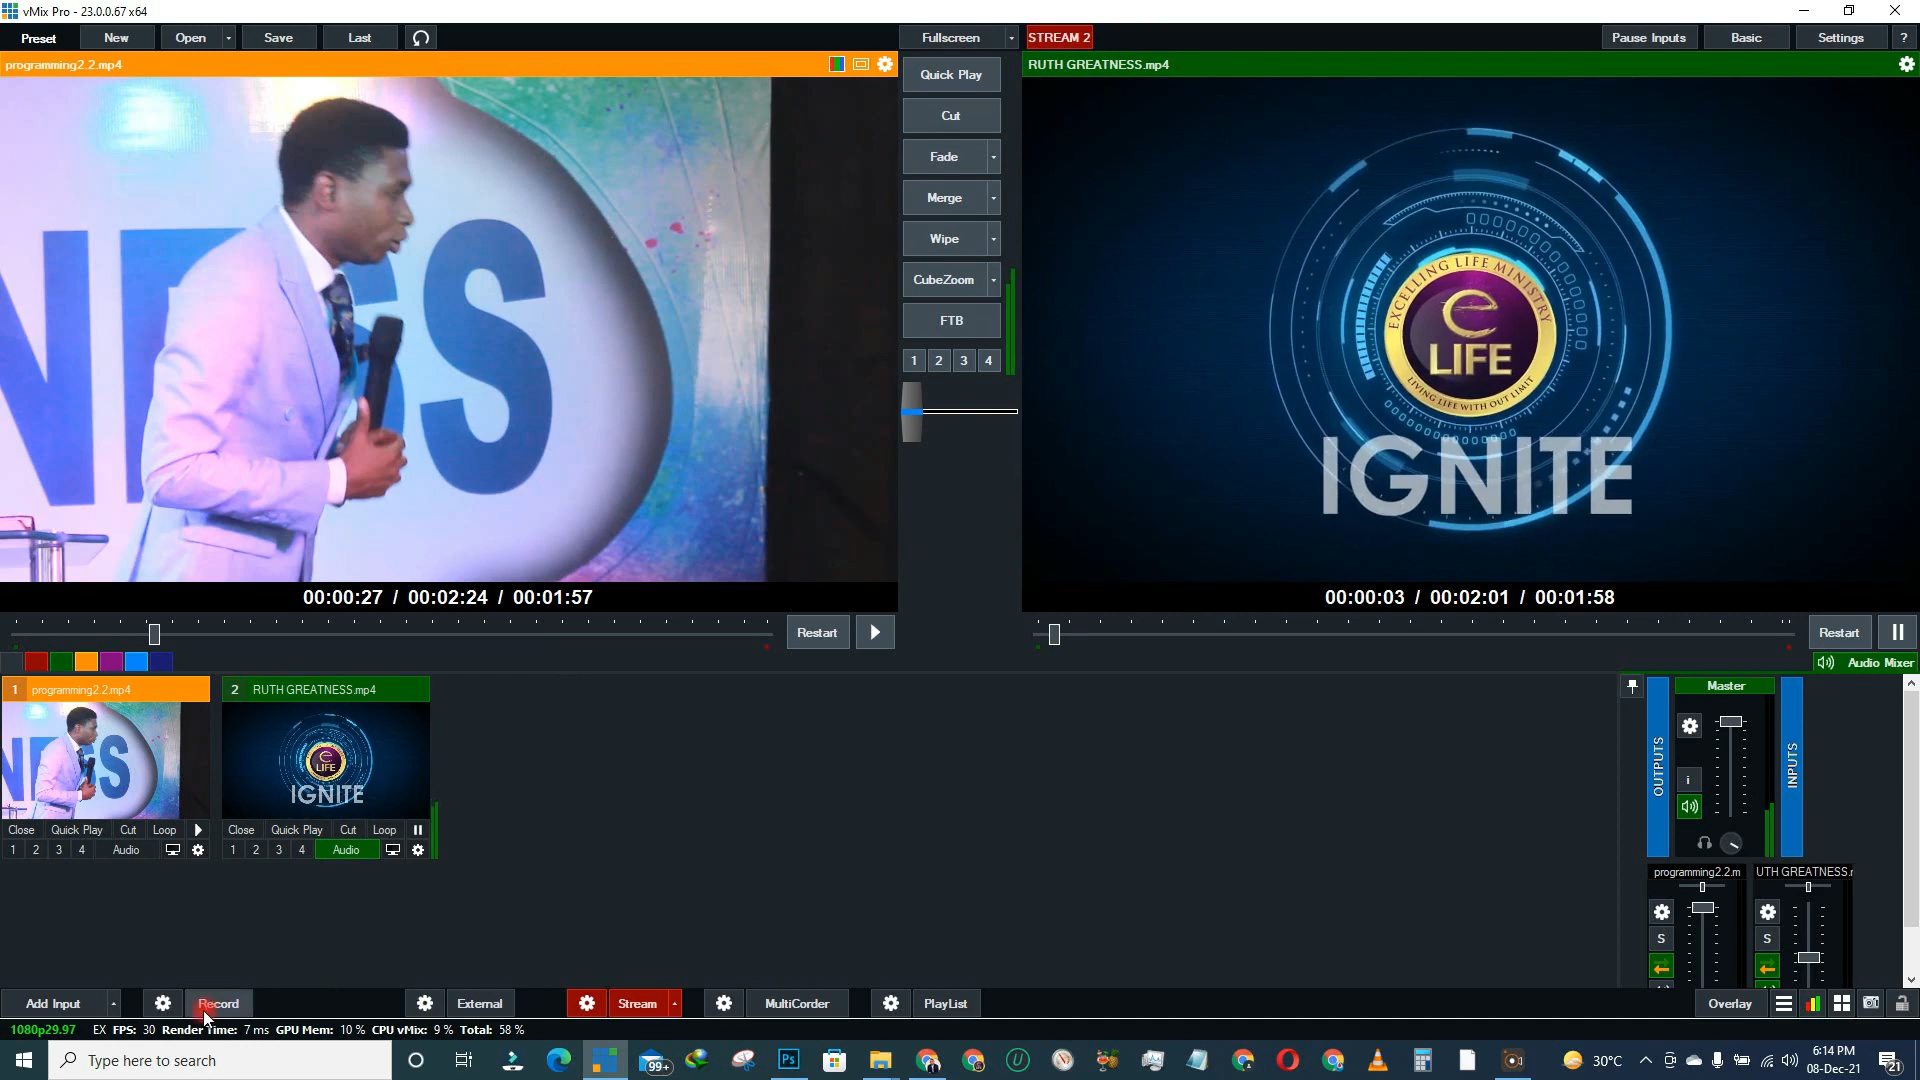 vMix Pro - 23.0.0.67 x64
Preset
New
Open
Save
Last
Fullscreen
STREAM 2
Pause Inputs
Basic
Settings
?
programming2.2.mp4
RUTH GREATNESS.mp4
Quick Play
Cut
Fade
Merge
Wipe
CubeZoom
FTB
1 2 3 4
EXCELLING LIFE MINISTRY
e
LIFE
LIVING LIFE WITH OUT LIMIT
IGNITE
00:00:27 / 00:02:24 / 00:01:57
00:00:03 / 00:02:01 / 00:01:58
Restart
Restart
Audio Mixer
1 programming2.2.mp4
2 RUTH GREATNESS.mp4
LIFE
IGNITE
Close Quick Play Cut Loop
1 2 3 4 Audio
Close Quick Play Cut Loop
1 2 3 4 Audio
OUTPUTS
Master
i
INPUTS
programming2.2.m
UTH GREATNESS.r
S
S
Add Input
Record
External
Stream
MultiCorder
PlayList
Overlay
1080p29.97 EX FPS: 30 Render Time: 7 ms GPU Mem: 10 % CPU vMix: 9 % Total: 58 %
Type here to search
99+
Ps
30°C
6:14 PM
08-Dec-21
21